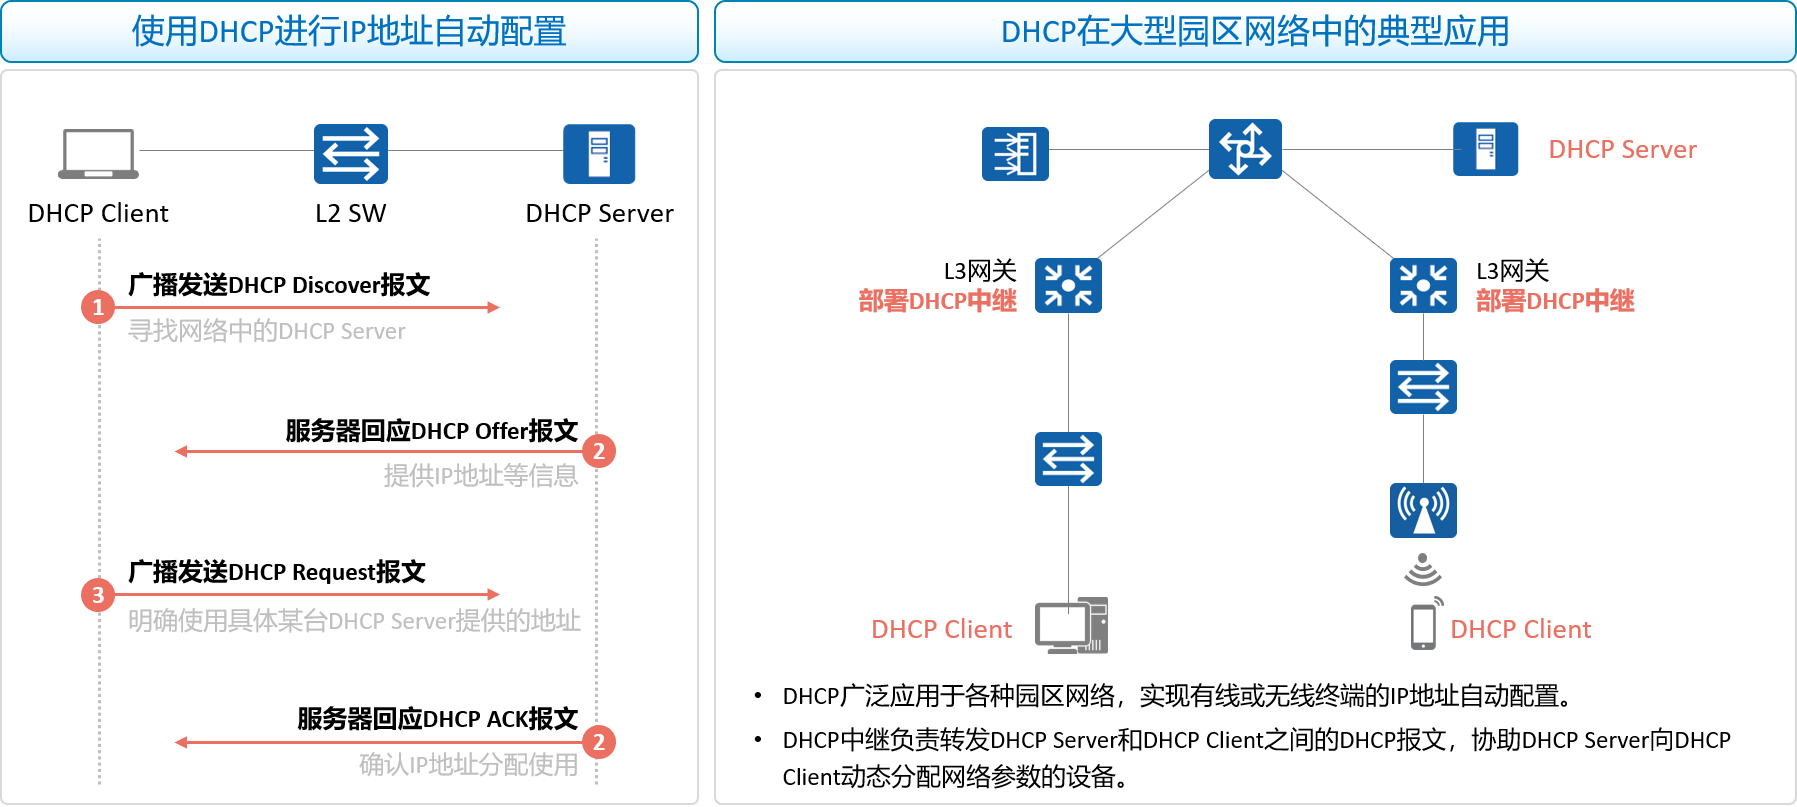 使用DHCP进行IP地址自动配置
DHCP Client
L2 SW
DHCP Server
广播发送DHCP Discover报文
1
寻找网络中的DHCP Server
服务器回应DHCP Offer报文
2
提供IP地址等信息
广播发送DHCP Request报文
3
明确使用具体某台DHCP Server提供的地址
服务器回应DHCP ACK报文
2
确认IP地址分配使用
DHCP在大型园区网络中的典型应用
DHCP Server
L3网关
部署DHCP中继
L3网关
部署DHCP中继
DHCP Client
DHCP Client
• DHCP广泛应用于各种园区网络，实现有线或无线终端的IP地址自动配置。
• DHCP中继负责转发DHCP Server和DHCP Client之间的DHCP报文，协助DHCP Server向DHCP
Client动态分配网络参数的设备。